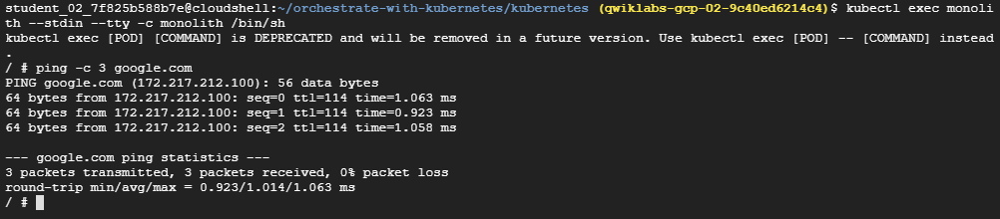 student_02_7f825b588b7e@cloudshell:~/orchestrate-with-kubernetes/kubernetes (qwiklabs-gcp-02-9c40ed6214c4)$ kubectl exec monoli
th --stdin --tty -c monolith /bin/sh
kubectl exec [POD] [COMMAND] is DEPRECATED and will be removed in a future version. Use kubectl exec [POD] -- [COMMAND] instead
.
/ # ping -c 3 google.com
PING google.com (172.217.212.100): 56 data bytes
64 bytes from 172.217.212.100: seq=0 ttl=114 time=1.063 ms
64 bytes from 172.217.212.100: seq=1 ttl=114 time=0.923 ms
64 bytes from 172.217.212.100: seq=2 ttl=114 time=1.058 ms

--- google.com ping statistics ---
3 packets transmitted, 3 packets received, 0% packet loss
round-trip min/avg/max = 0.923/1.014/1.063 ms
/ #